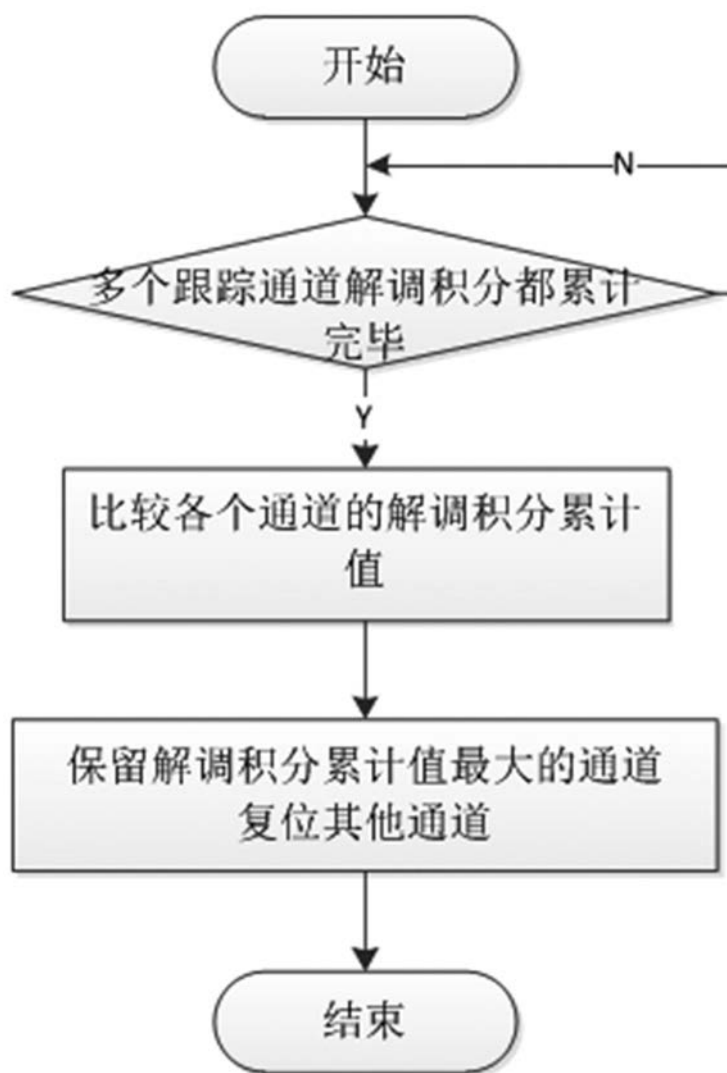 开始
N
多个跟踪通道解调积分都累计
完毕
Y
比较各个通道的解调积分累计
值
保留解调积分累计值最大的通道
复位其他通道
结束